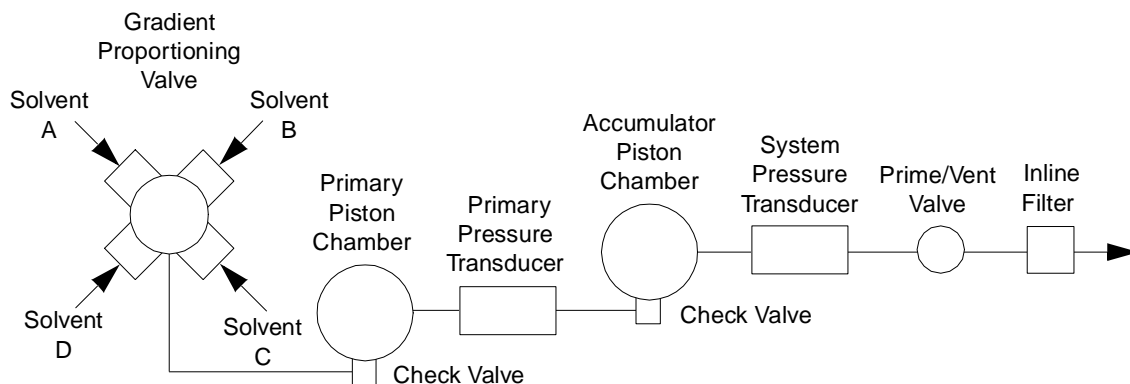 Gradient
Proportioning
Valve
Solvent
A
Solvent
B
Solvent
D
Solvent
C
Primary
Piston
Chamber
Check Valve
Primary
Pressure
Transducer
Accumulator
Piston
Chamber
Check Valve
System
Pressure
Transducer
Prime/Vent
Valve
Inline
Filter